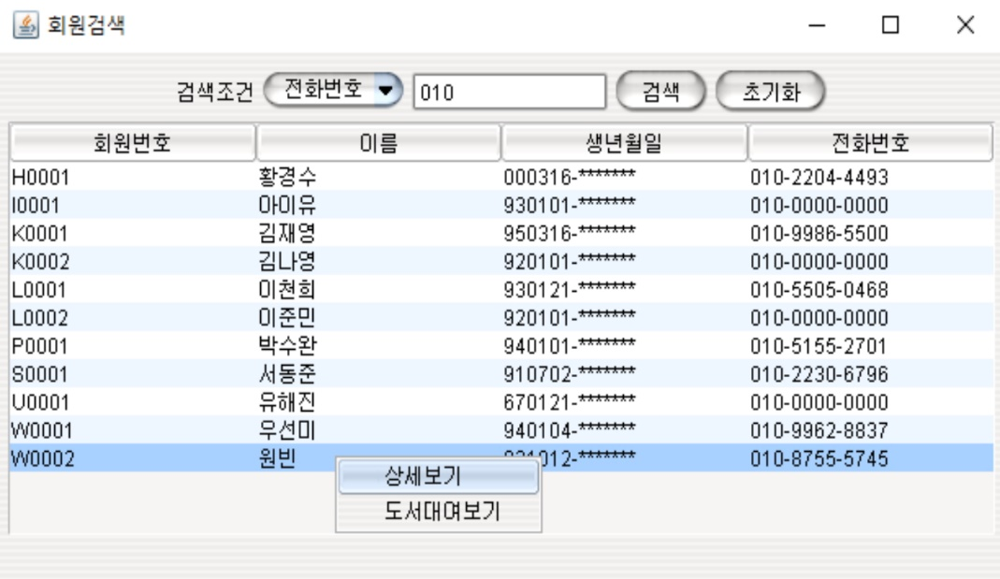 회원검색
검색조건 전화번호 010 검색 초기화
회원번호 이름 생년월일 전화번호
H0001 황경수 000316-******* 010-2204-4493
I0001 아이유 930101-******* 010-0000-0000
K0001 김재영 950316-******* 010-9986-5500
K0002 김나영 920101-******* 010-0000-0000
L0001 이천희 930121-******* 010-5505-0468
L0002 이준민 920101-******* 010-0000-0000
P0001 박수완 940101-******* 010-5155-2701
S0001 서동준 910702-******* 010-2230-6796
U0001 유해진 670121-******* 010-0000-0000
W0001 우선미 940104-******* 010-9962-8837
W0002 원빈 010-8755-5745
상세보기
도서대여보기